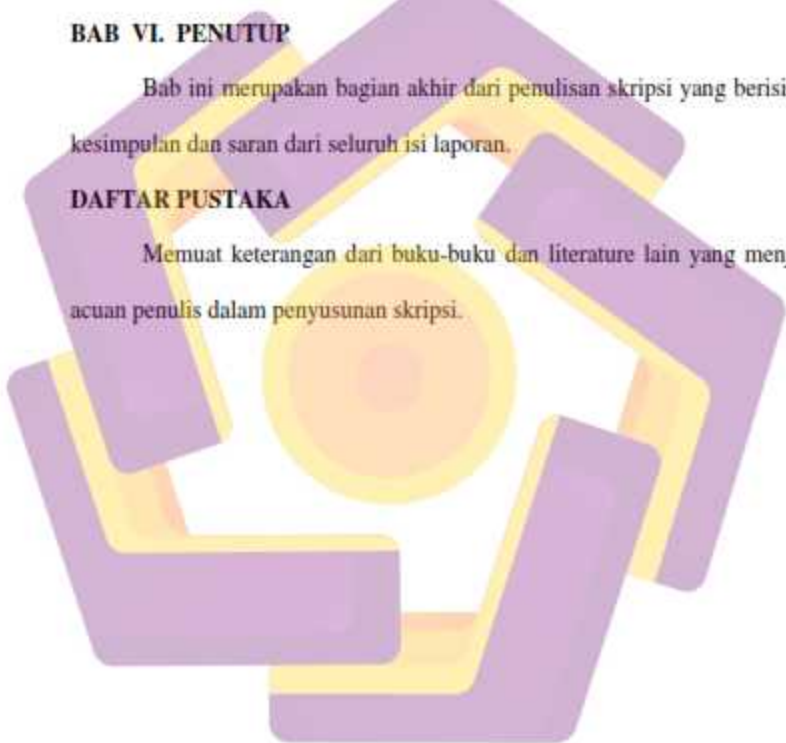 BAB VI. PENUTUP
Bab ini merupakan bagian akhir dari penulisan skripsi yang berisi
kesimpulan dan saran dari seluruh isi laporan.
DAFTAR PUSTAKA
Memuat keterangan dari buku-buku dan literature lain yang menj
acuan penulis dalam penyusunan skripsi.